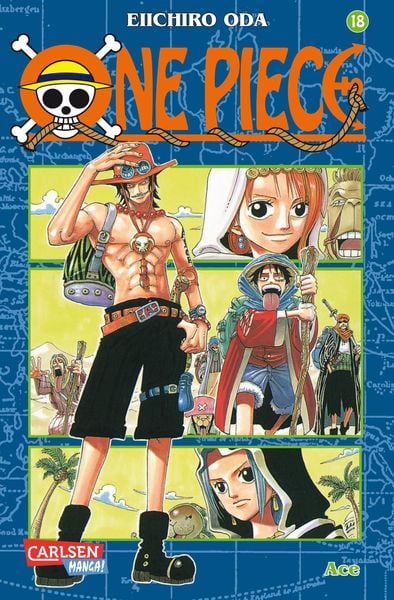 EIICHIRO ODA
18
ONE PIECE
CARLSEN
MANGA!
Ace